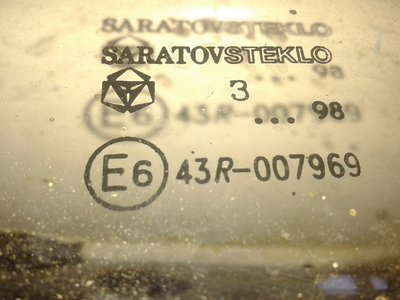 SARATOVSTEKLO
3
... 98
E6 43R-007969